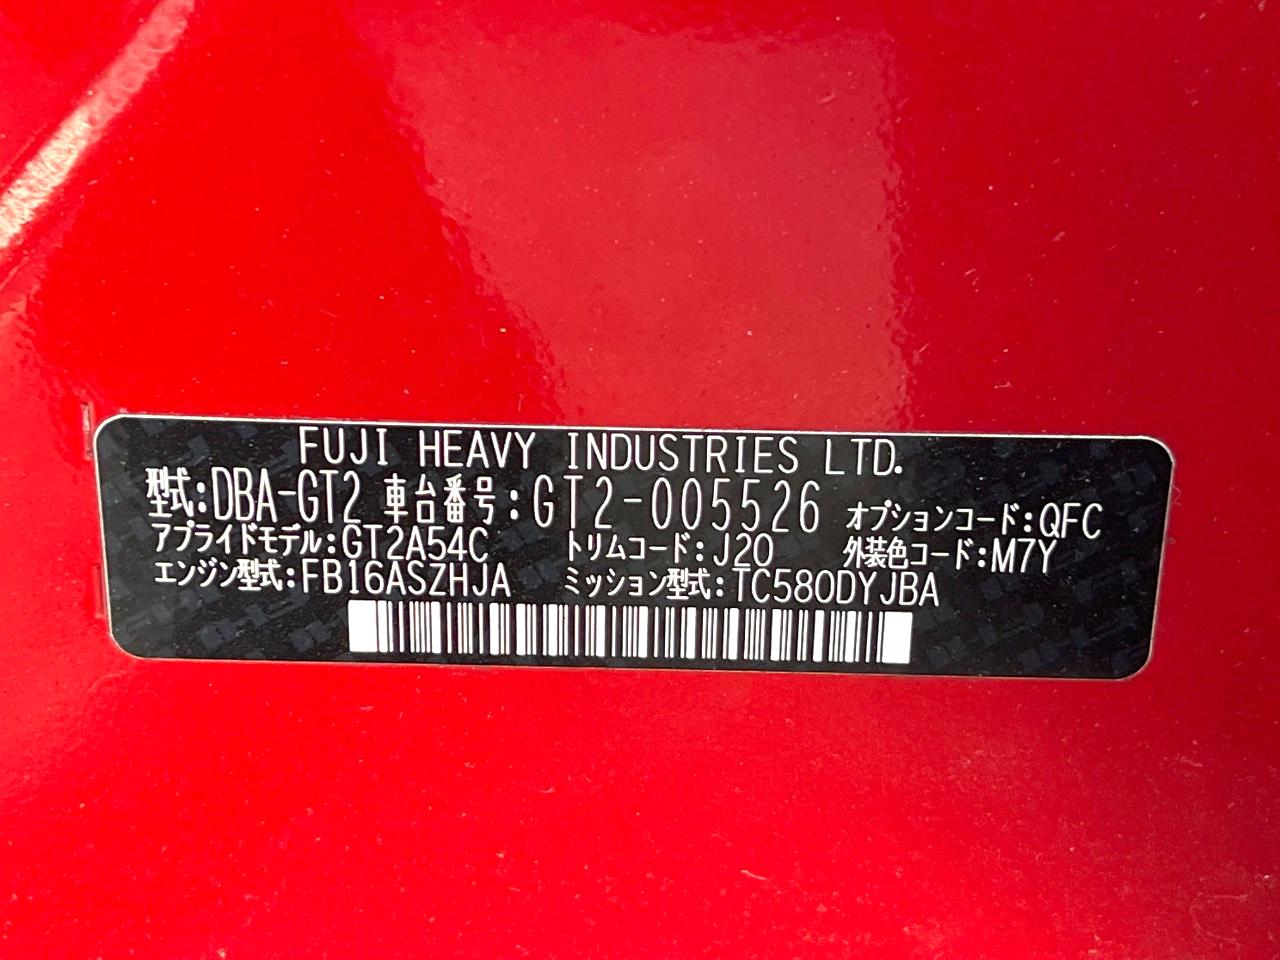 FUJI HEAVY INDUSTRIES LTD.
型式:DBA-GT2 車台番号:GT2-005526 オプションコード:QFC
アプライドモデル:GT2A54C トリムコード:J20 外装色コード:M7Y
エンジン型式:FB16ASZHJA ミッション型式:TC580DYJBA